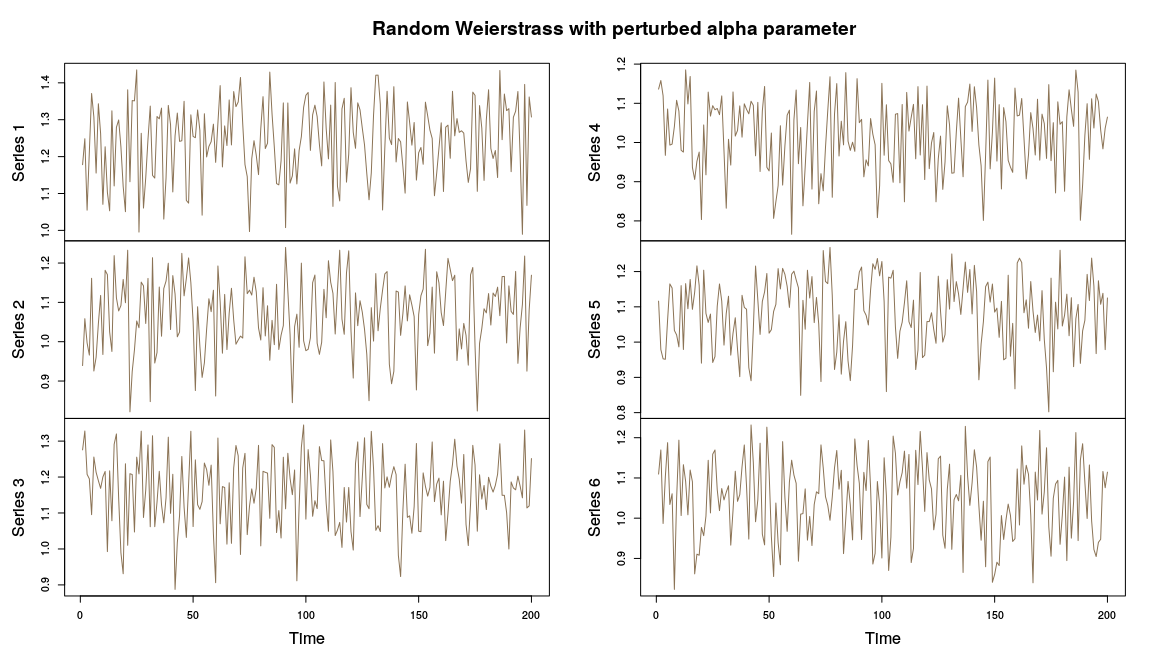 Random Weierstrass with perturbed alpha parameter
Series 1
1.0 1.1 1.2 1.3 1.4
Series 2
0.9 1.0 1.1 1.2
Series 3
0.9 1.0 1.1 1.2 1.3
0 50 100 150 200
Time
Series 4
0.8 0.9 1.0 1.1 1.2
Series 5
0.8 0.9 1.0 1.1 1.2
Series 6
0.9 1.0 1.1 1.2
0 50 100 150 200
Time